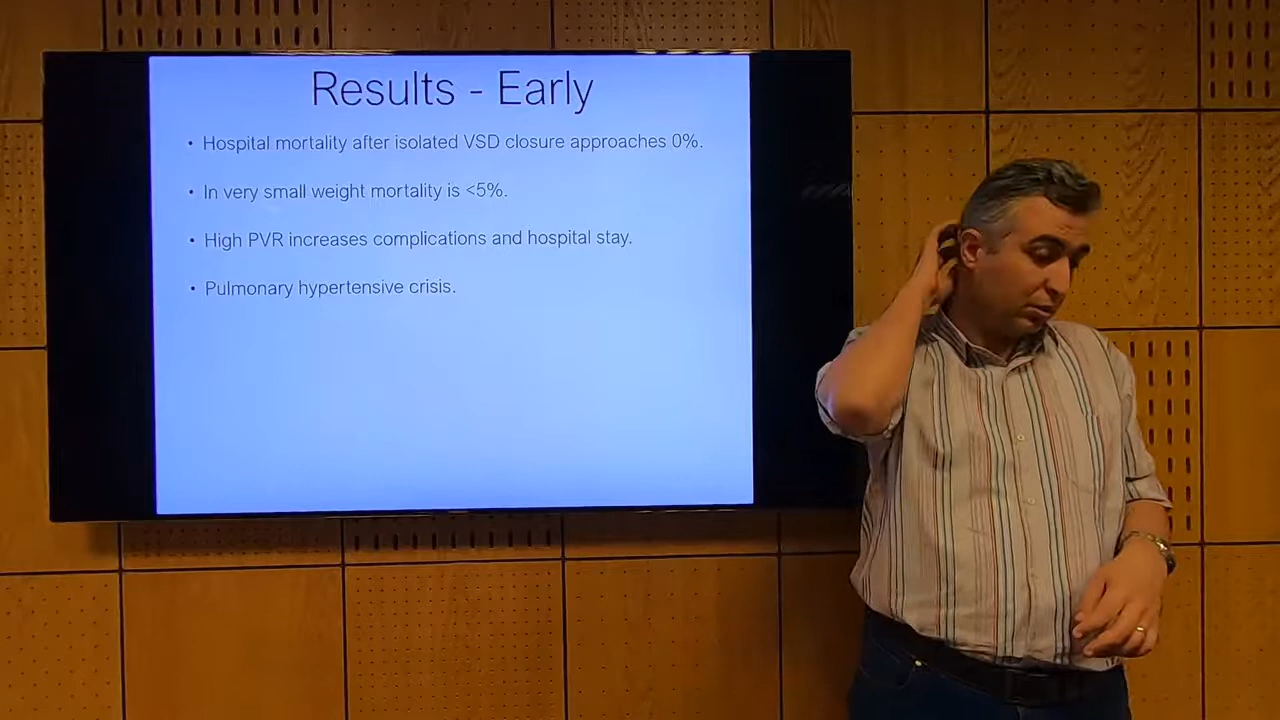 Results - Early
• Hospital mortality after isolated VSD closure approaches 0%.
• In very small weight mortality is <5%.
• High PVR increases complications and hospital stay.
• Pulmonary hypertensive crisis.